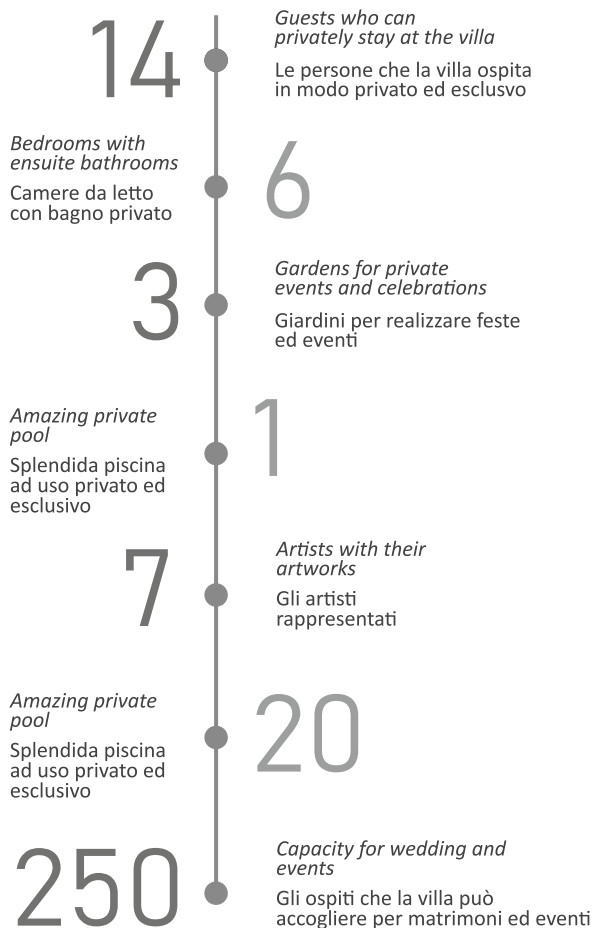 14
Guests who can
privately stay at the villa
Le persone che la villa ospita
in modo privato ed esclusvo
Bedrooms with
ensuite bathrooms
Camere da letto
con bagno privato
6
3
Gardens for private
events and celebrations
Giardini per realizzare feste
ed eventi
Amazing private
pool
Splendida piscina
ad uso privato ed
esclusivo
1
7
Artists with their
artworks
Gli artisti
rappresentati
Amazing private
pool
Splendida piscina
ad uso privato ed
esclusivo
20
250
Capacity for wedding and
events
Gli ospiti che la villa può
accogliere per matrimoni ed eventi